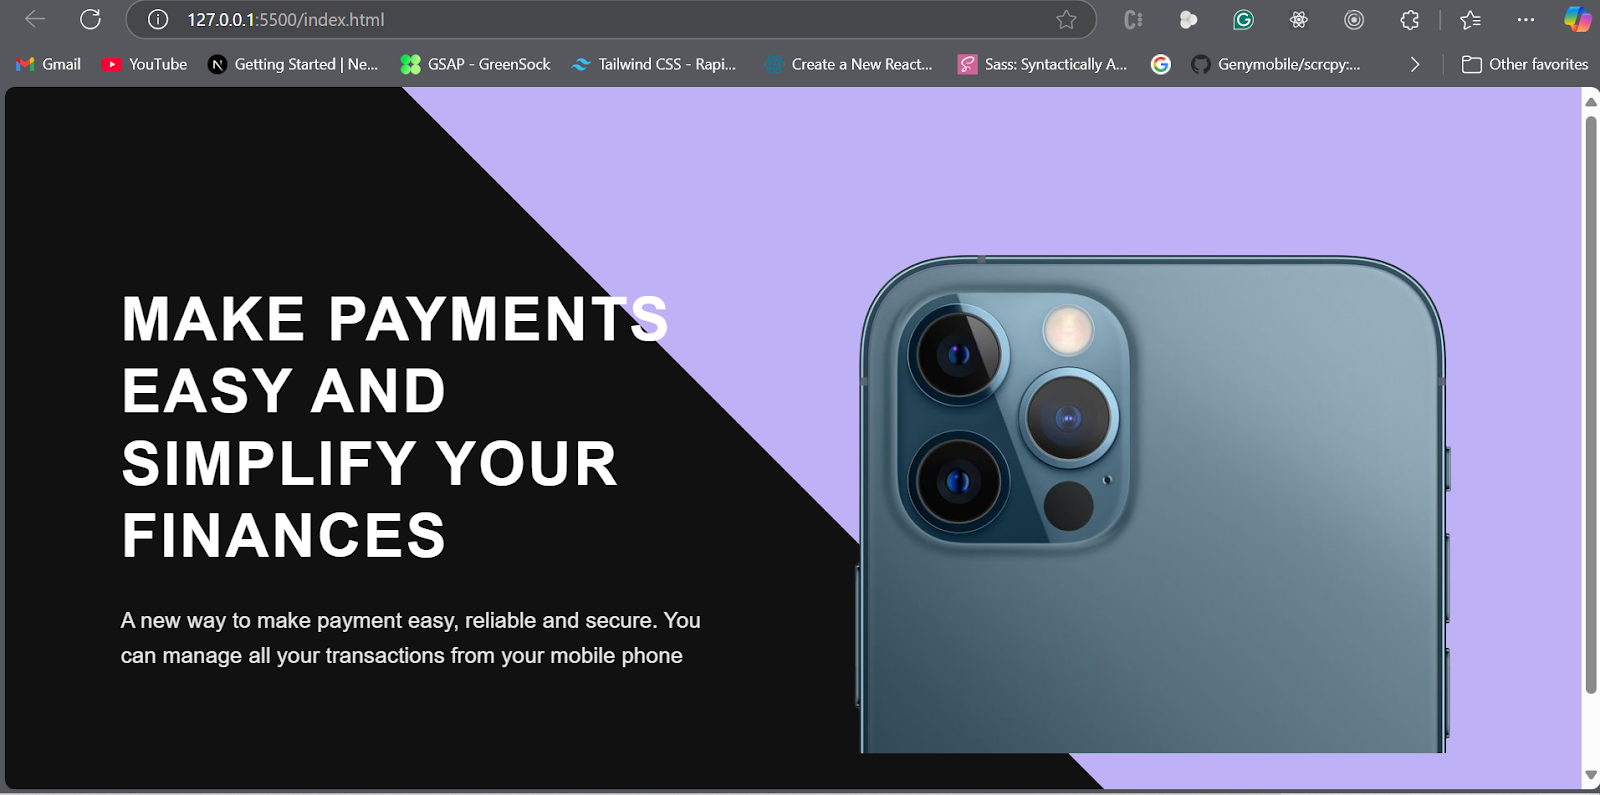 127.0.0.1:5500/index.html
Gmail YouTube Getting Started | Ne... GSAP - GreenSock Tailwind CSS - Rapi... Create a New React... Sass: Syntactically A... Genymobile/scrcpy:... Other favorites
MAKE PAYMENTS
EASY AND
SIMPLIFY YOUR
FINANCES
A new way to make payment easy, reliable and secure. You
can manage all your transactions from your mobile phone